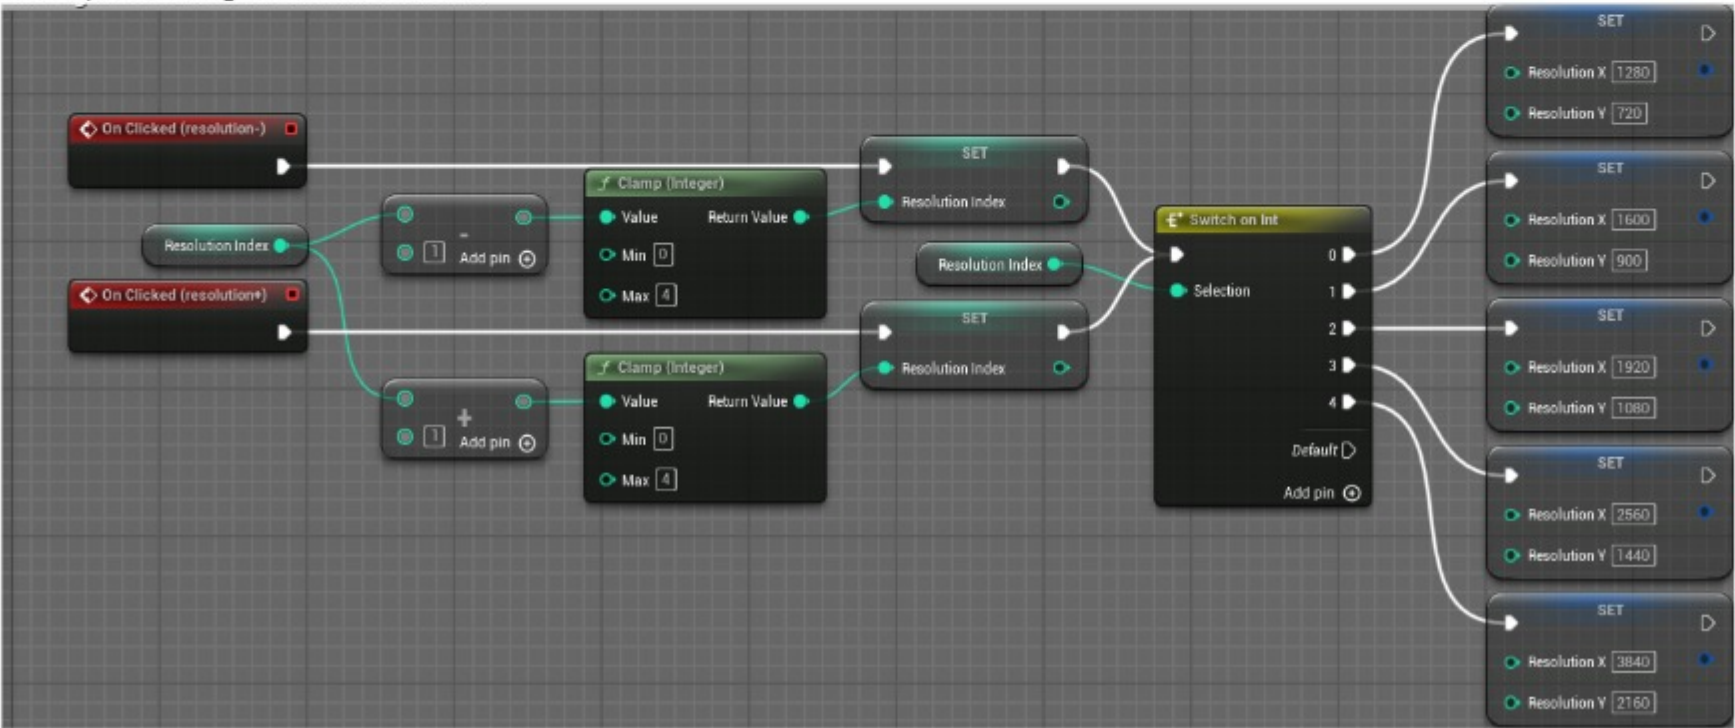 On Clicked (resolution-)
Resolution Index
On Clicked (resolution+)
-
1
Add pin
+
1
Add pin
Clamp (Integer)
Value Return Value
Min 0
Max 4
Clamp (Integer)
Value Return Value
Min 0
Max 4
SET
Resolution Index
Resolution Index
SET
Resolution Index
Switch on Int
0
Selection 1
2
3
4
Default
Add pin
SET
Resolution X 1280
Resolution Y 720
SET
Resolution X 1600
Resolution Y 900
SET
Resolution X 1920
Resolution Y 1080
SET
Resolution X 2560
Resolution Y 1440
SET
Resolution X 3840
Resolution Y 2160